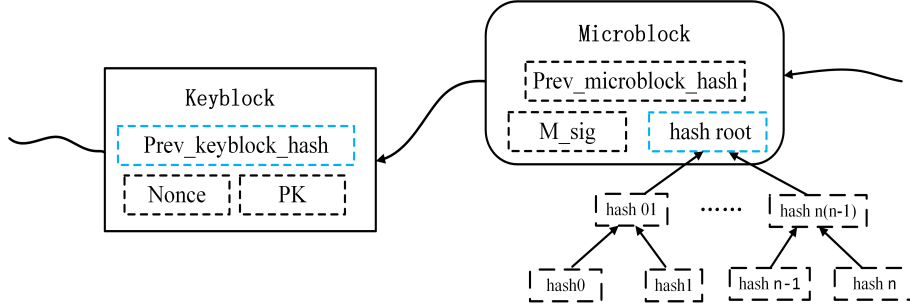 Microblock
Prev_microblock_hash
M_sig
hash root
Keyblock
Prev_keyblock_hash
Nonce
PK
hash 01
......
hash n(n-1)
hash0
hash1
hash n-1
hash n